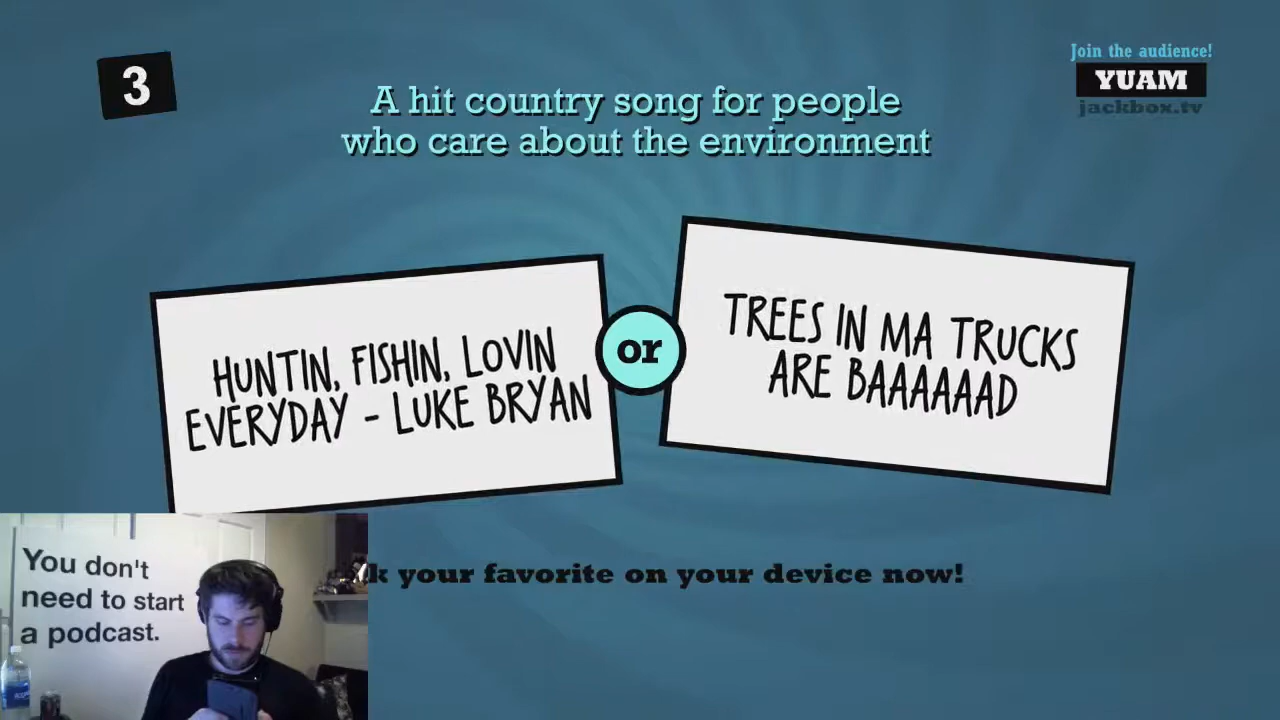 3
Join the audience!
YUAM
jackbox.tv
A hit country song for people
who care about the environment
HUNTIN, FISHIN, LOVIN
EVERYDAY - LUKE BRYAN
or
TREES IN MA TRUCKS
ARE BAAAAAAD
your favorite on your device now!
You don't
need to start
a podcast.